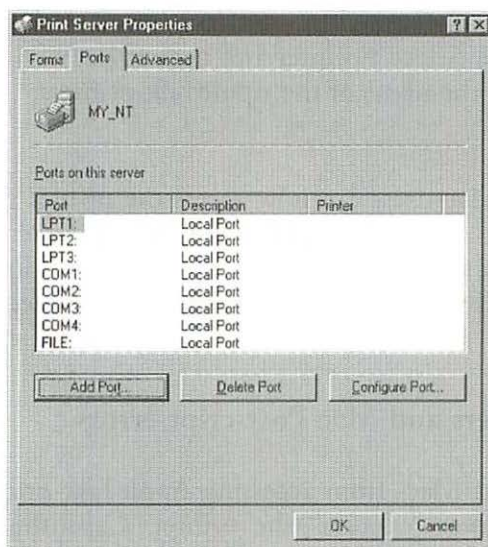 Print Server Properties
Forms Ports Advanced
MY_NT
Ports on this server
Port Description Printer
LPT1: Local Port
LPT2: Local Port
LPT3: Local Port
COM1: Local Port
COM2: Local Port
COM3: Local Port
COM4: Local Port
FILE: Local Port
Add Port... Delete Port Configure Port...
OK Cancel